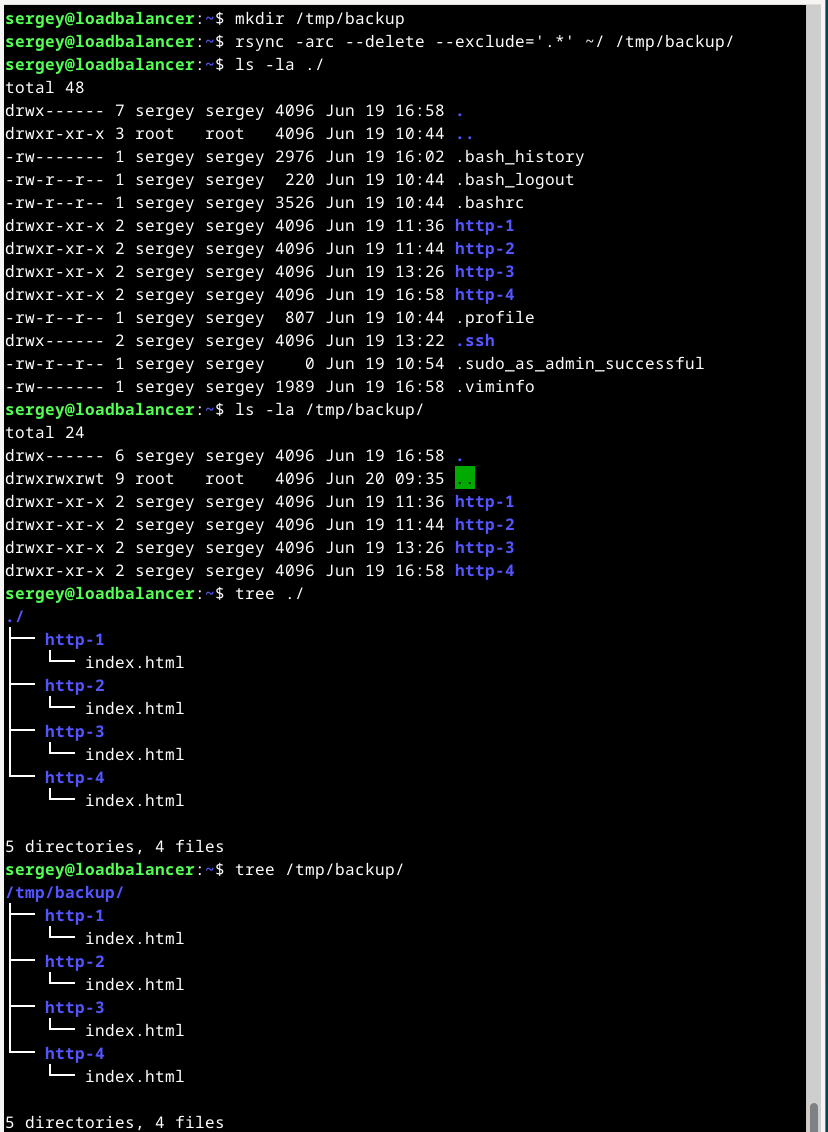 sergey@loadbalancer:~$ mkdir /tmp/backup
sergey@loadbalancer:~$ rsync -arc --delete --exclude='.*' ~/ /tmp/backup/
sergey@loadbalancer:~$ ls -la ./
total 48
drwx------ 7 sergey sergey 4096 Jun 19 16:58 .
drwxr-xr-x 3 root   root   4096 Jun 19 10:44 ..
-rw------- 1 sergey sergey 2976 Jun 19 16:02 .bash_history
-rw-r--r-- 1 sergey sergey  220 Jun 19 10:44 .bash_logout
-rw-r--r-- 1 sergey sergey 3526 Jun 19 10:44 .bashrc
drwxr-xr-x 2 sergey sergey 4096 Jun 19 11:36 http-1
drwxr-xr-x 2 sergey sergey 4096 Jun 19 11:44 http-2
drwxr-xr-x 2 sergey sergey 4096 Jun 19 13:26 http-3
drwxr-xr-x 2 sergey sergey 4096 Jun 19 16:58 http-4
-rw-r--r-- 1 sergey sergey  807 Jun 19 10:44 .profile
drwx------ 2 sergey sergey 4096 Jun 19 13:22 .ssh
-rw-r--r-- 1 sergey sergey    0 Jun 19 10:54 .sudo_as_admin_successful
-rw------- 1 sergey sergey 1989 Jun 19 16:58 .viminfo
sergey@loadbalancer:~$ ls -la /tmp/backup/
total 24
drwx------ 6 sergey sergey 4096 Jun 19 16:58 .
drwxrwxrwt 9 root   root   4096 Jun 20 09:35 ..
drwxr-xr-x 2 sergey sergey 4096 Jun 19 11:36 http-1
drwxr-xr-x 2 sergey sergey 4096 Jun 19 11:44 http-2
drwxr-xr-x 2 sergey sergey 4096 Jun 19 13:26 http-3
drwxr-xr-x 2 sergey sergey 4096 Jun 19 16:58 http-4
sergey@loadbalancer:~$ tree ./
./
├── http-1
│   └── index.html
├── http-2
│   └── index.html
├── http-3
│   └── index.html
└── http-4
    └── index.html

5 directories, 4 files
sergey@loadbalancer:~$ tree /tmp/backup/
/tmp/backup/
├── http-1
│   └── index.html
├── http-2
│   └── index.html
├── http-3
│   └── index.html
└── http-4
    └── index.html

5 directories, 4 files